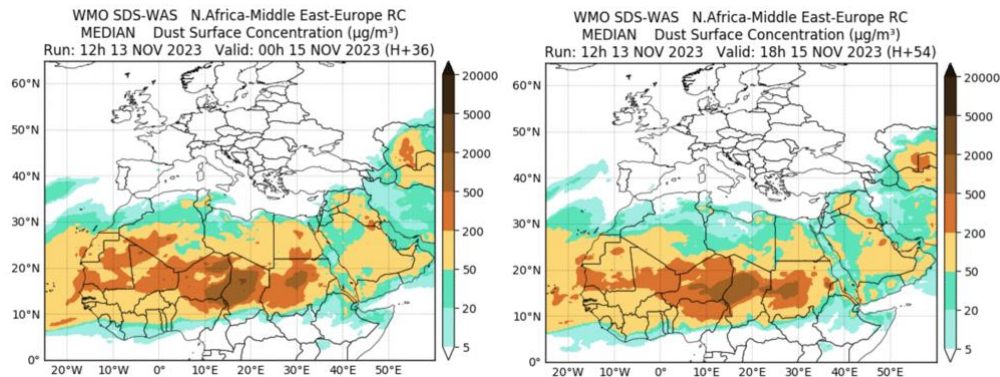 WMO SDS-WAS N.Africa-Middle East-Europe RC
MEDIAN Dust Surface Concentration (µg/m³)
Run: 12h 13 NOV 2023 Valid: 00h 15 NOV 2023 (H+36)
60°N
50°N
40°N
30°N
20°N
10°N
0°
20°W
10°W
0°
10°E
20°E
30°E
40°E
50°E
20000
5000
2000
500
200
50
20
5
WMO SDS-WAS N.Africa-Middle East-Europe RC
MEDIAN Dust Surface Concentration (µg/m³)
Run: 12h 13 NOV 2023 Valid: 18h 15 NOV 2023 (H+54)
60°N
50°N
40°N
30°N
20°N
10°N
0°
20°W
10°W
0°
10°E
20°E
30°E
40°E
50°E
20000
5000
2000
500
200
50
20
5